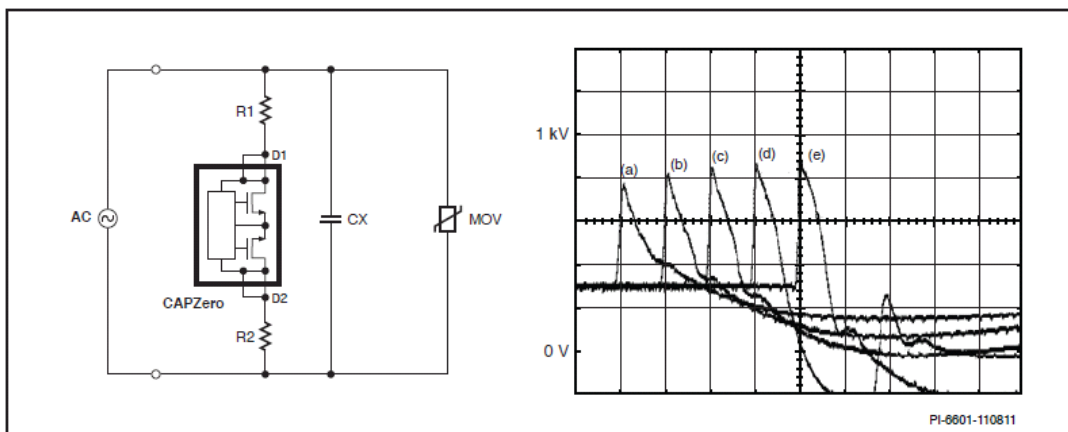 R1
D1
AC
CX
MOV
D2
CAPZero
R2
1 kV
(a)
(b)
(c)
(d)
(e)
0 V
PI-6601-110811